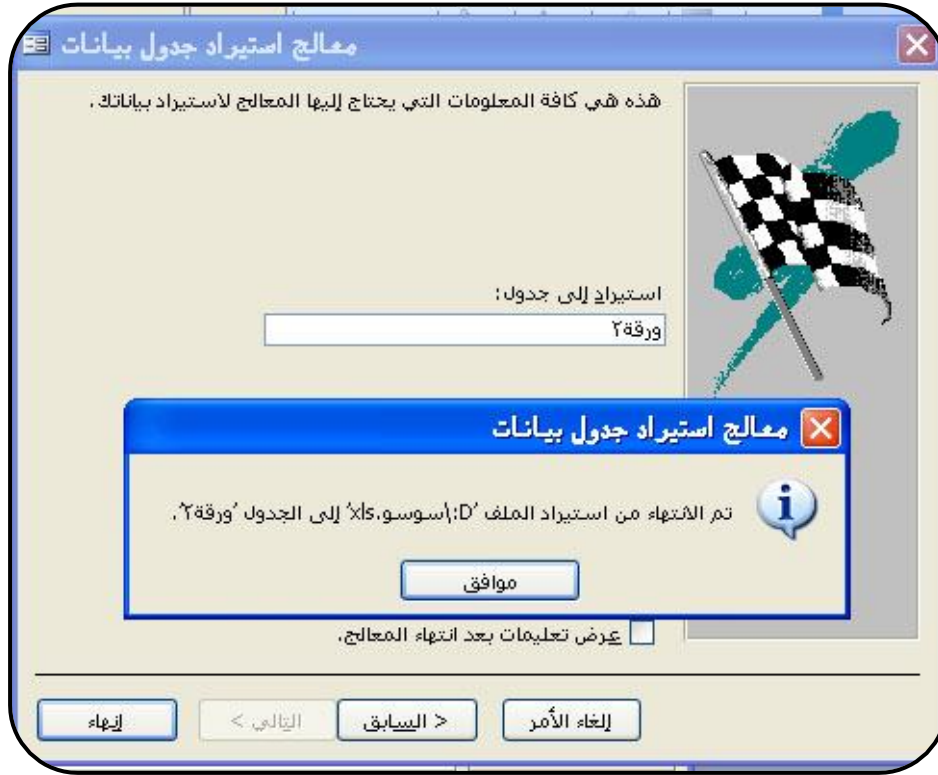 معالج استيراد جدول بيانات
هذه هي كافة المعلومات التي يحتاج إليها المعالج لاستيراد بياناتك.
استيراد إلى جدول:
ورقة٢
معالج استيراد جدول بيانات
تم الانتهاء من استيراد الملف 'D:\سوسو.xls' إلى الجدول 'ورقة٢'.
موافق
عرض تعليمات بعد انتهاء المعالج.
إلغاء الأمر
< السابق
التالي >
إنهاء